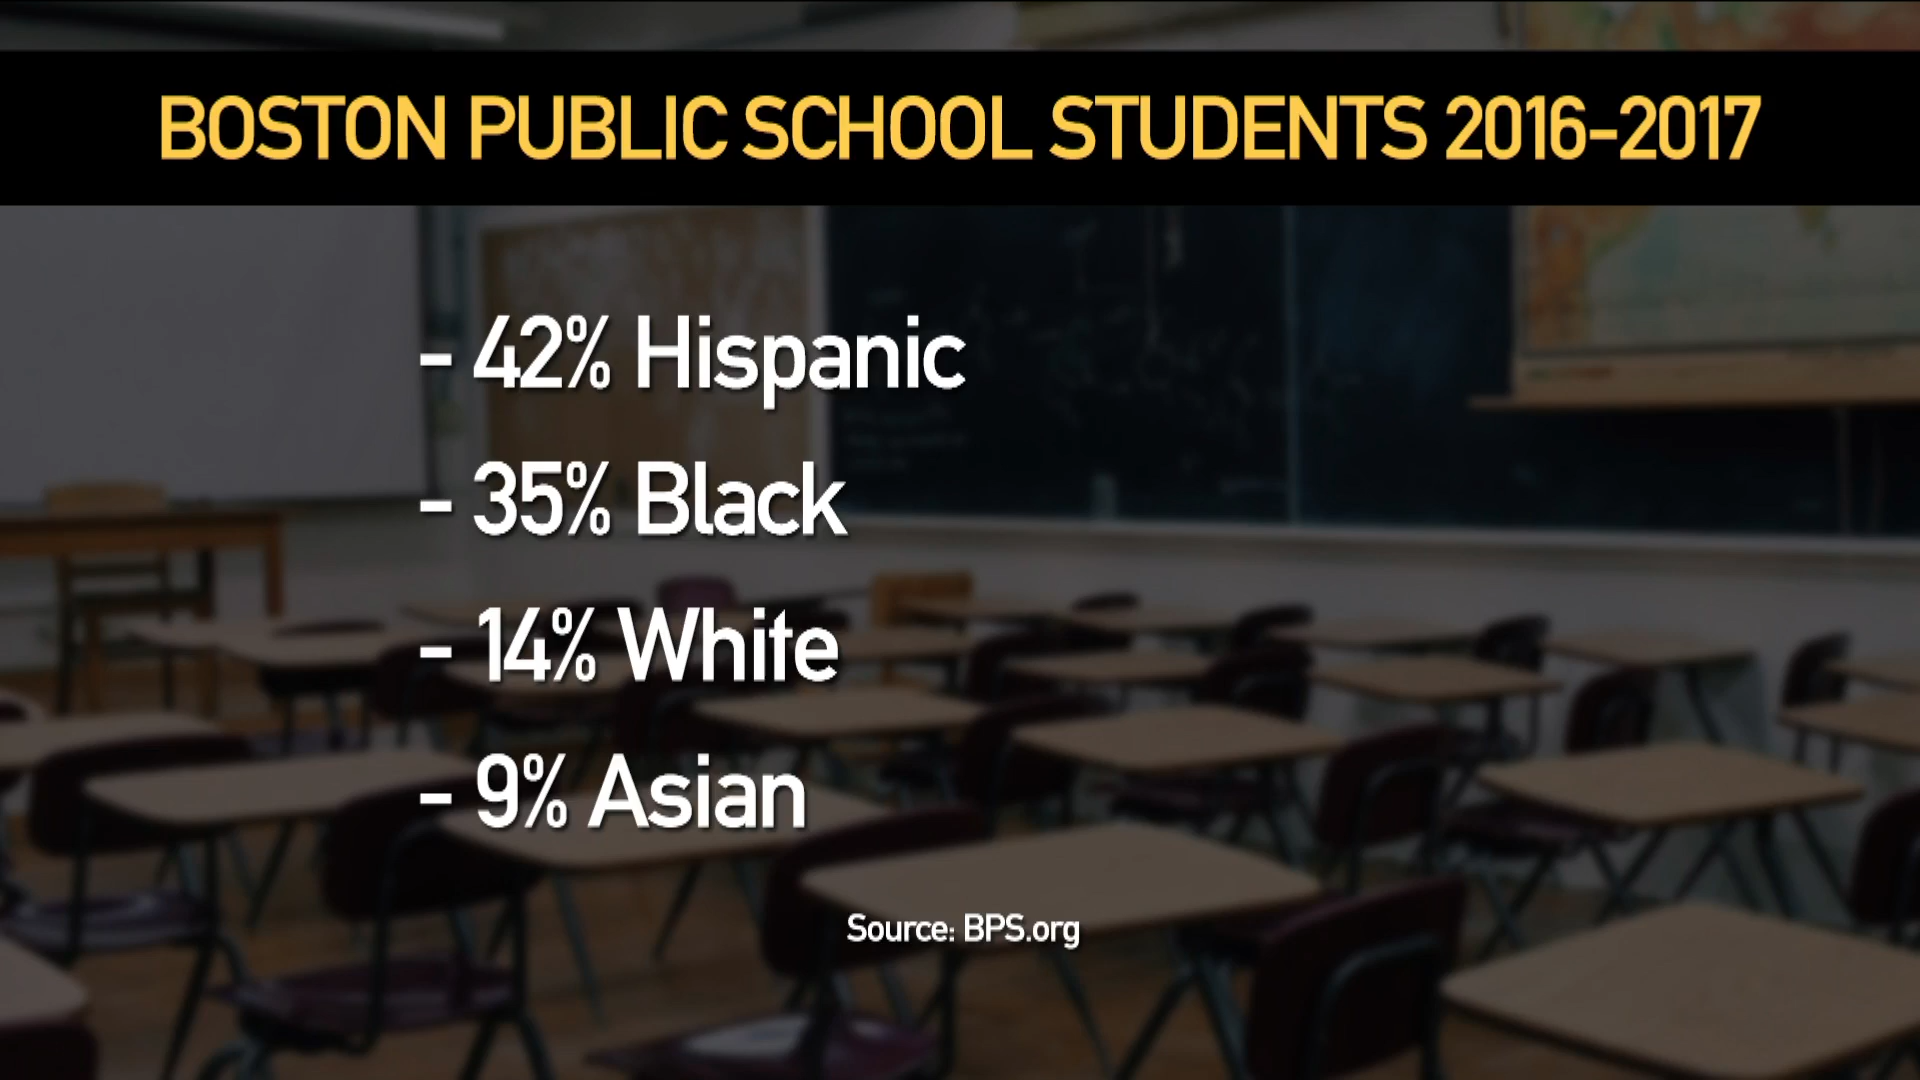 BOSTON PUBLIC SCHOOL STUDENTS 2016-2017
- 42% Hispanic
- 35% Black
- 14% White
- 9% Asian
Source: BPS.org